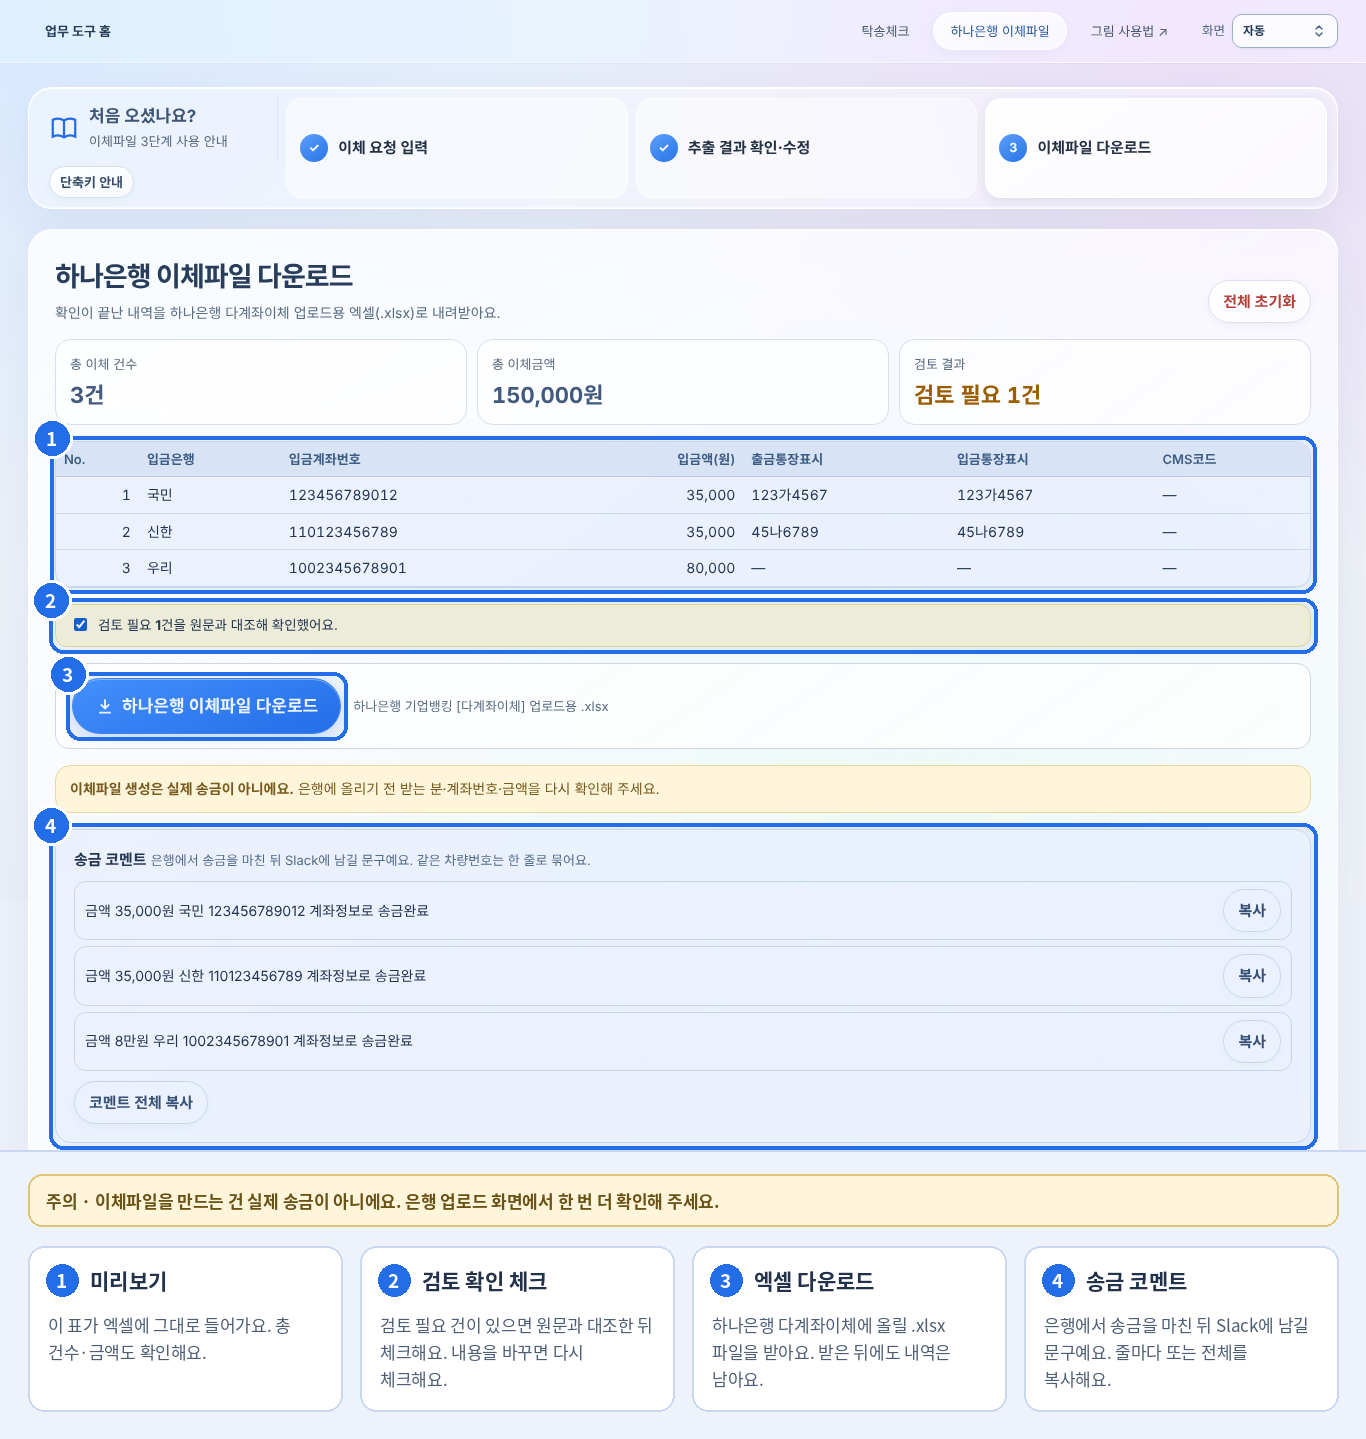 업무 도구 홈
탁송체크
하나은행 이체파일
그림 사용법 ↗
화면
자동
처음 오셨나요?
이체파일 3단계 사용 안내
단축키 안내
이체 요청 입력
추출 결과 확인·수정
3 이체파일 다운로드
하나은행 이체파일 다운로드
확인이 끝난 내역을 하나은행 다계좌이체 업로드용 엑셀(.xlsx)로 내려받아요.
전체 초기화
총 이체 건수
3건
총 이체금액
150,000원
검토 결과
검토 필요 1건
1
No. 입금은행 입금계좌번호 입금액(원) 출금통장표시 입금통장표시 CMS코드
1 국민 123456789012 35,000 123가4567 123가4567 —
2 신한 110123456789 35,000 45나6789 45나6789 —
3 우리 1002345678901 80,000 — — —
2
검토 필요 1건을 원문과 대조해 확인했어요.
3
하나은행 이체파일 다운로드
하나은행 기업뱅킹 [다계좌이체] 업로드용 .xlsx
이체파일 생성은 실제 송금이 아니에요. 은행에 올리기 전 받는 분·계좌번호·금액을 다시 확인해 주세요.
4
송금 코멘트 은행에서 송금을 마친 뒤 Slack에 남길 문구예요. 같은 차량번호는 한 줄로 묶어요.
금액 35,000원 국민 123456789012 계좌정보로 송금완료
복사
금액 35,000원 신한 110123456789 계좌정보로 송금완료
복사
금액 8만원 우리 1002345678901 계좌정보로 송금완료
복사
코멘트 전체 복사
주의 · 이체파일을 만드는 건 실제 송금이 아니에요. 은행 업로드 화면에서 한 번 더 확인해 주세요.
1 미리보기
이 표가 엑셀에 그대로 들어가요. 총
건수·금액도 확인해요.
2 검토 확인 체크
검토 필요 건이 있으면 원문과 대조한 뒤
체크해요. 내용을 바꾸면 다시
체크해요.
3 엑셀 다운로드
하나은행 다계좌이체에 올릴 .xlsx
파일을 받아요. 받은 뒤에도 내역은
남아요.
4 송금 코멘트
은행에서 송금을 마친 뒤 Slack에 남길
문구예요. 줄마다 또는 전체를
복사해요.